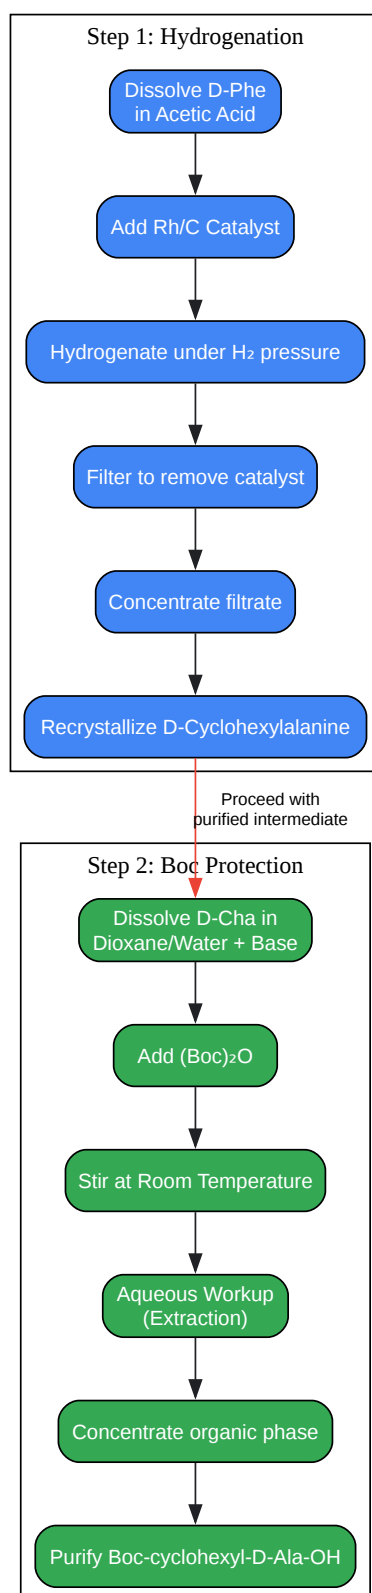 Step 1: Hydrogenation
Dissolve D-Phe
in Acetic Acid
Add Rh/C Catalyst
Hydrogenate under H₂ pressure
Filter to remove catalyst
Concentrate filtrate
Recrystallize D-Cyclohexylalanine
Proceed with
purified intermediate
Step 2: Boc Protection
Dissolve D-Cha in
Dioxane/Water + Base
Add (Boc)₂O
Stir at Room Temperature
Aqueous Workup
(Extraction)
Concentrate organic phase
Purify Boc-cyclohexyl-D-Ala-OH